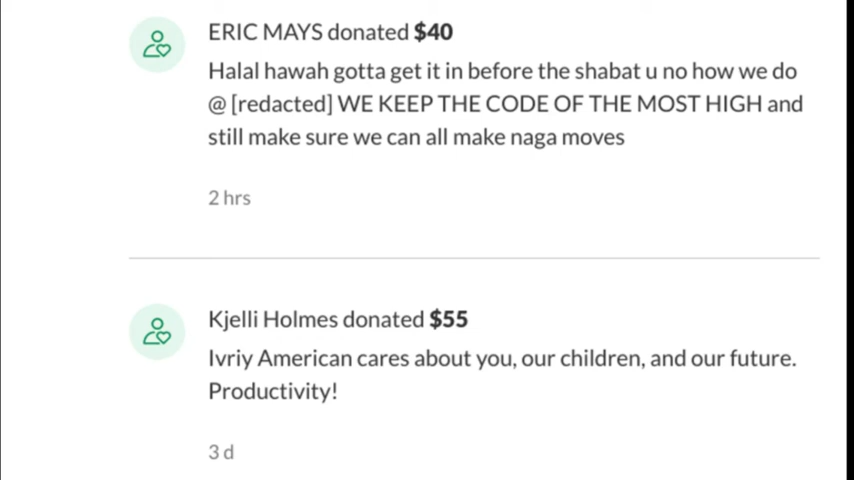 ERIC MAYS donated $40
Halal hawah gotta get it in before the shabat u no how we do
@ [redacted] WE KEEP THE CODE OF THE MOST HIGH and
still make sure we can all make naga moves
2 hrs
Kjelli Holmes donated $55
Ivriy American cares about you, our children, and our future.
Productivity!
3 d